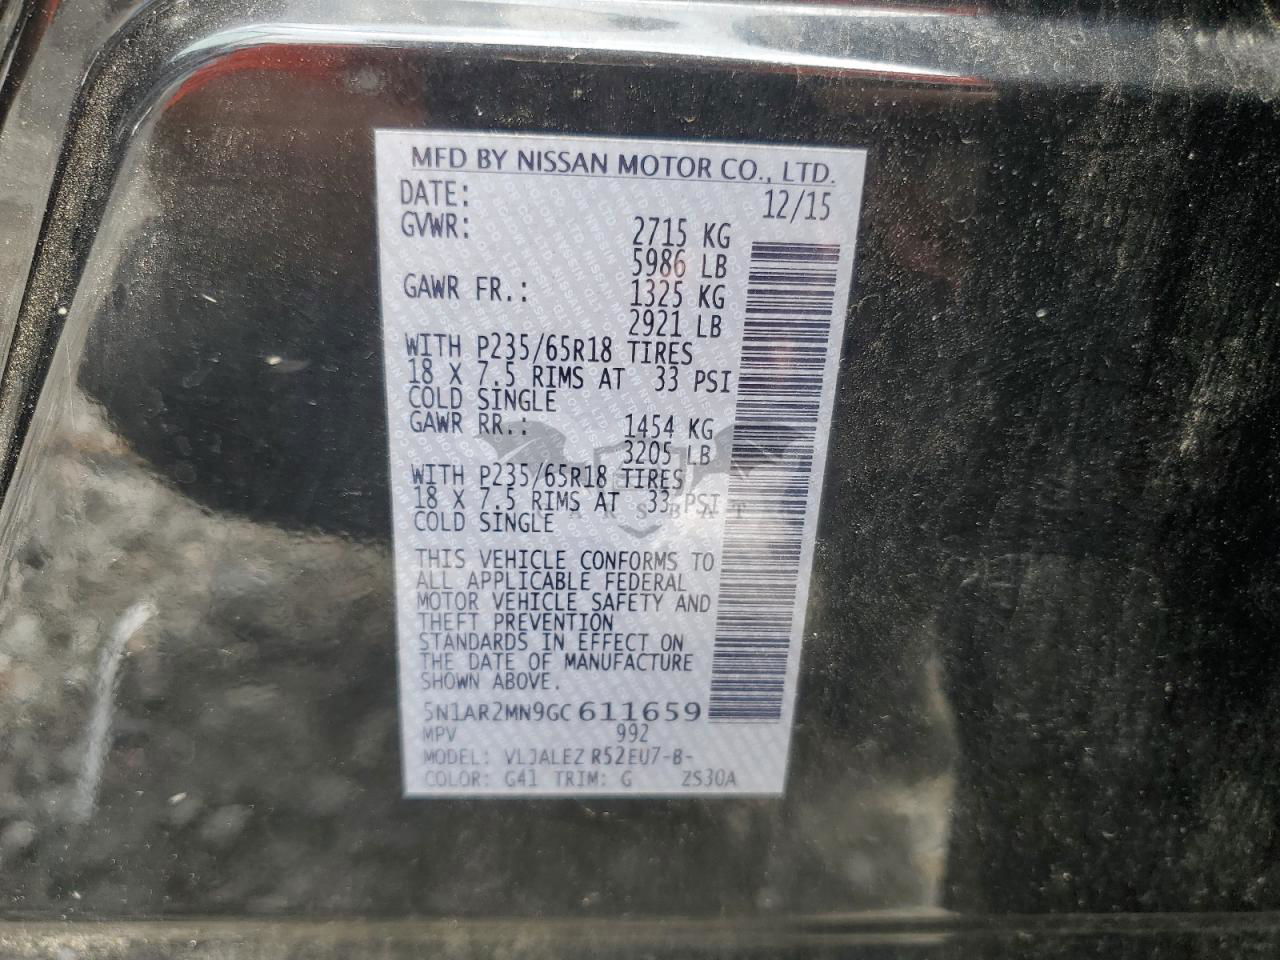 MFD BY NISSAN MOTOR CO., LTD.
DATE: 12/15
GVWR: 2715 KG
5986 LB
GAWR FR.: 1325 KG
2921 LB
WITH P235/65R18 TIRES
18 X 7.5 RIMS AT 33 PSI
COLD SINGLE
GAWR RR.: 1454 KG
3205 LB
WITH P235/65R18 TIRES
18 X 7.5 RIMS AT 33 PSI
COLD SINGLE
THIS VEHICLE CONFORMS TO
ALL APPLICABLE FEDERAL
MOTOR VEHICLE SAFETY AND
THEFT PREVENTION
STANDARDS IN EFFECT ON
THE DATE OF MANUFACTURE
SHOWN ABOVE.
5N1AR2MN9GC611659
MPV 992
MODEL: VLJALEZ R52EU7-B-
COLOR: G41 TRIM: G ZS30A